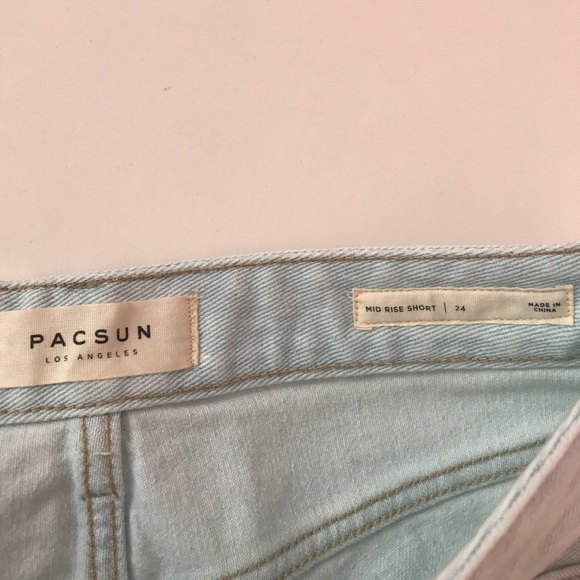 PACSUN
LOS ANGELES
MID RISE SHORT | 24
MADE IN
CHINA